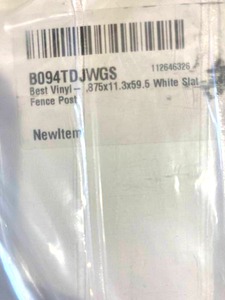 B094TDJWGS
112646326
Best Vinyl- .875x11.3x59.5 White Slat -
Fence Post
NewItem